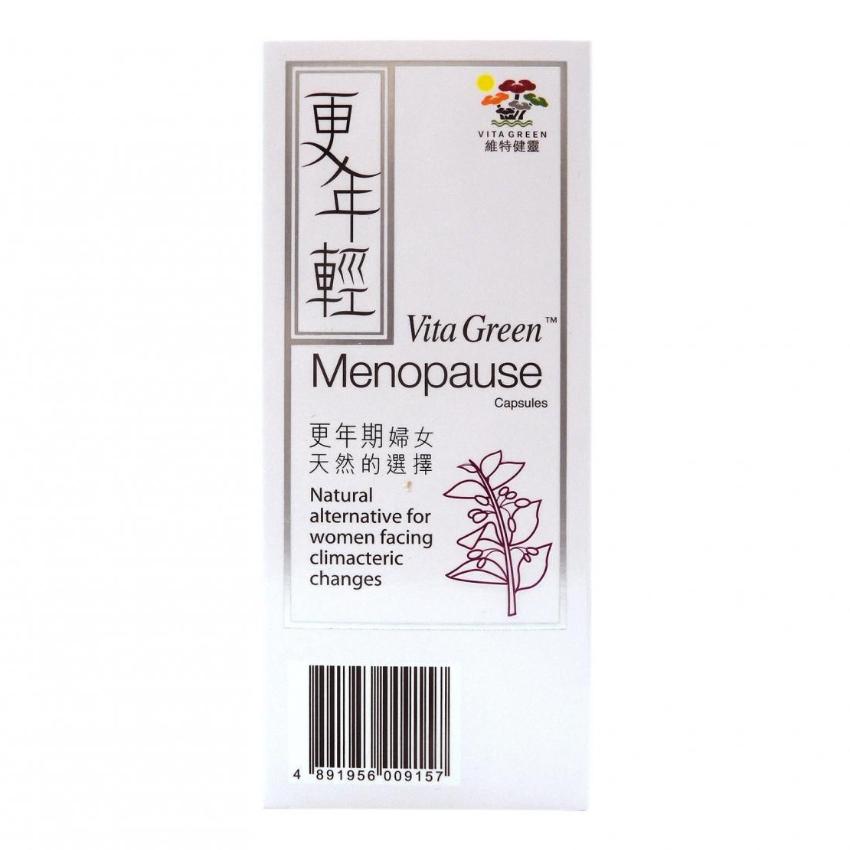 更年輕
VITA GREEN
維特健靈
Vita Green™
Menopause
Capsules
更年期婦女
天然的選擇
Natural
alternative for
women facing
climacteric
changes
4 891956 009157